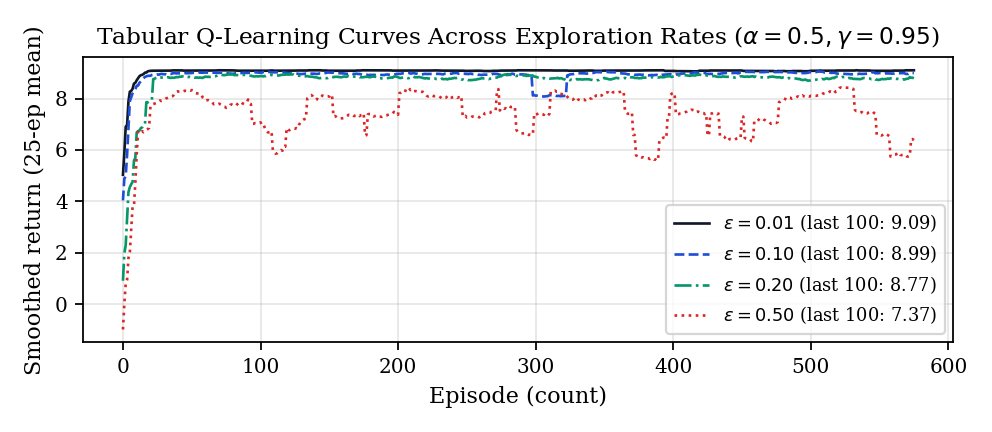 Tabular Q-Learning Curves Across Exploration Rates (α = 0.5, γ = 0.95)
Smoothed return (25-ep mean)
8
6
4
2
0
ε = 0.01 (last 100: 9.09)
ε = 0.10 (last 100: 8.99)
ε = 0.20 (last 100: 8.77)
ε = 0.50 (last 100: 7.37)
0 100 200 300 400 500 600
Episode (count)